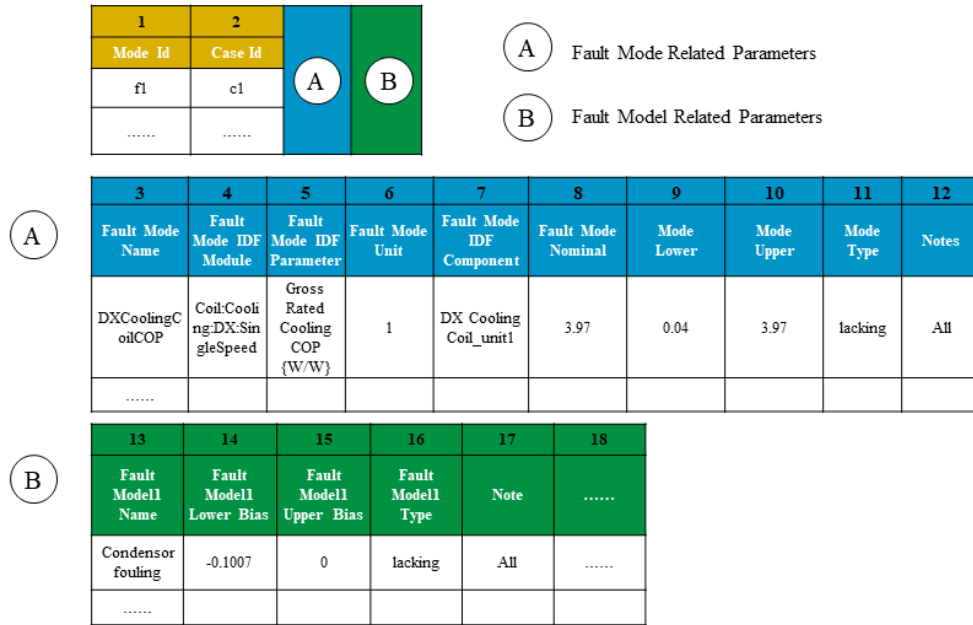 1 2
Mode Id Case Id
f1 c1
...... ......
A B
A Fault Mode Related Parameters
B Fault Model Related Parameters
A
3 4 5 6 7 8 9 10 11 12
Fault Mode
Name
Fault
Mode IDF
Module
Fault
Mode IDF
Parameter
Fault Mode
Unit
Fault Mode
IDF
Component
Fault Mode
Nominal
Mode
Lower
Mode
Upper
Mode
Type
Notes
DXCoolingC
oilCOP
Coil:Cooli
ng:DX:Sin
gleSpeed
Gross
Rated
Cooling
COP
{W/W}
1
DX Cooling
Coil_unit1
3.97
0.04
3.97
lacking
All
......
B
13 14 15 16 17 18
Fault
Model1
Name
Fault
Model1
Lower Bias
Fault
Model1
Upper Bias
Fault
Model1
Type
Note
......
Condensor
fouling
-0.1007
0
lacking
All
......
......